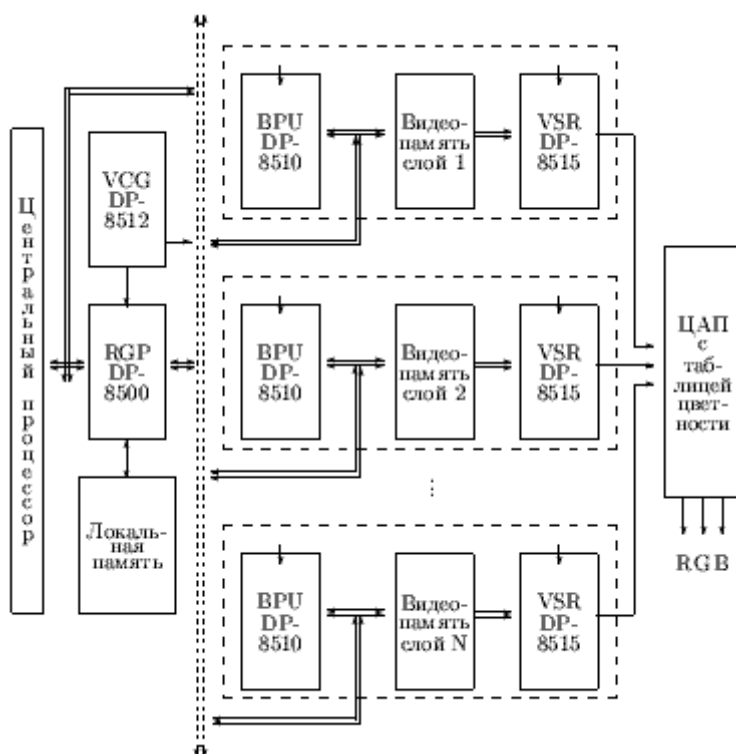 Центральный процессор
VCG
DP-
8512
RGP
DP-
8500
Локаль-
ная
память
BPU
DP-
8510
Видео-
память
слой 1
VSR
DP-
8515
BPU
DP-
8510
Видео-
память
слой 2
VSR
DP-
8515
⋮
BPU
DP-
8510
Видео-
память
слой N
VSR
DP-
8515
ЦАП
с
таб-
лицей
цвет-
ности
RGB